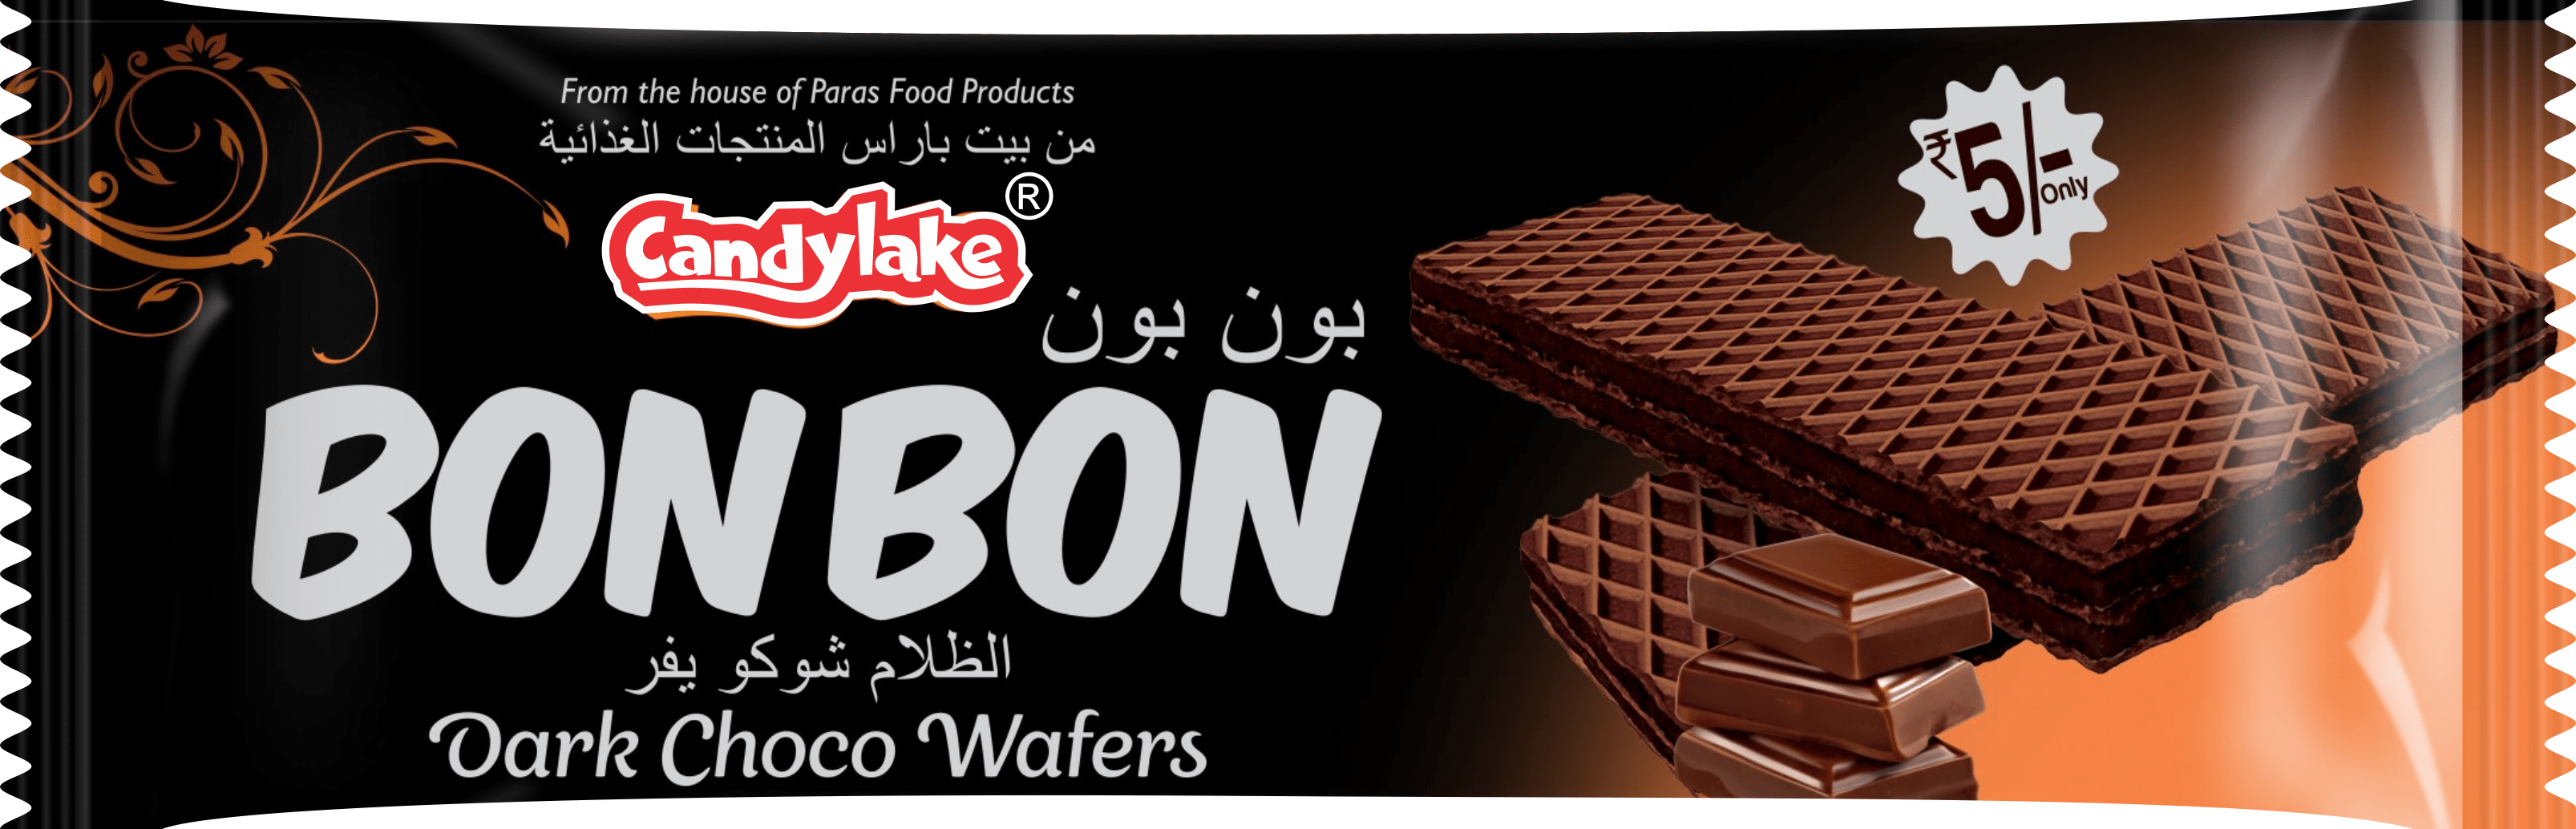 From the house of Paras Food Products
من بيت باراس المنتجات الغذائية
Candylake®
بون بون
BON BON
الظلام شوكو يفر
Dark Choco Wafers
₹5/-
Only